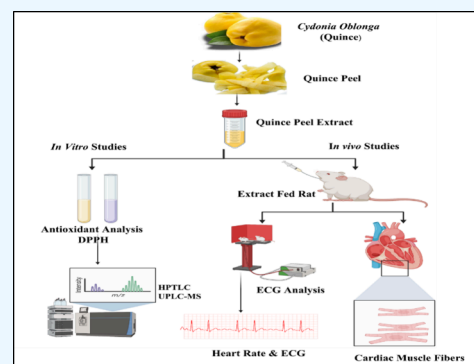 Cydonia Oblonga
(Quince)
Quince Peel
Quince Peel Extract
In Vitro Studies
In vivo Studies
Extract Fed Rat
Antioxidant Analysis
DPPH
Intensity
m/z
HPTLC
UPLC-MS
ECG Analysis
Heart Rate & ECG
Cardiac Muscle Fibers